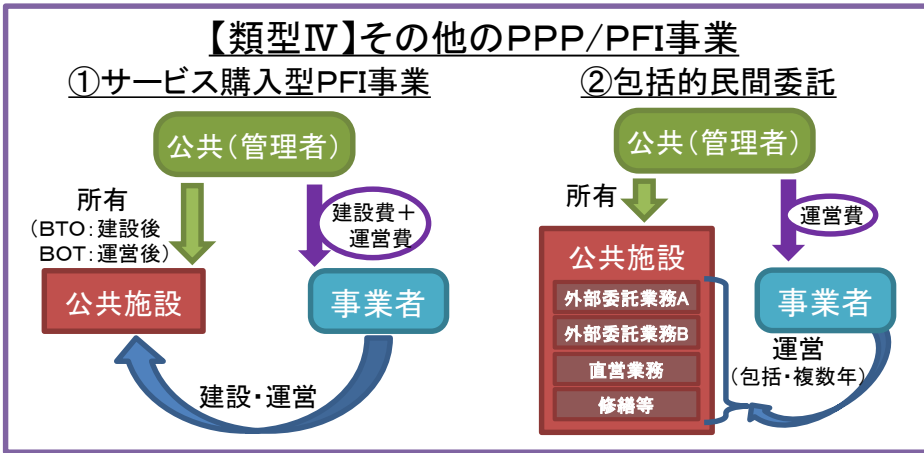 【類型Ⅳ】その他のPPP/PFI事業
①サービス購入型PFI事業
公共(管理者)
所有
(BTO:建設後
BOT:運営後)
建設費+
運営費
公共施設
事業者
建設・運営
②包括的民間委託
公共(管理者)
所有
運営費
公共施設
外部委託業務A
外部委託業務B
直営業務
修繕等
事業者
運営
(包括・複数年)